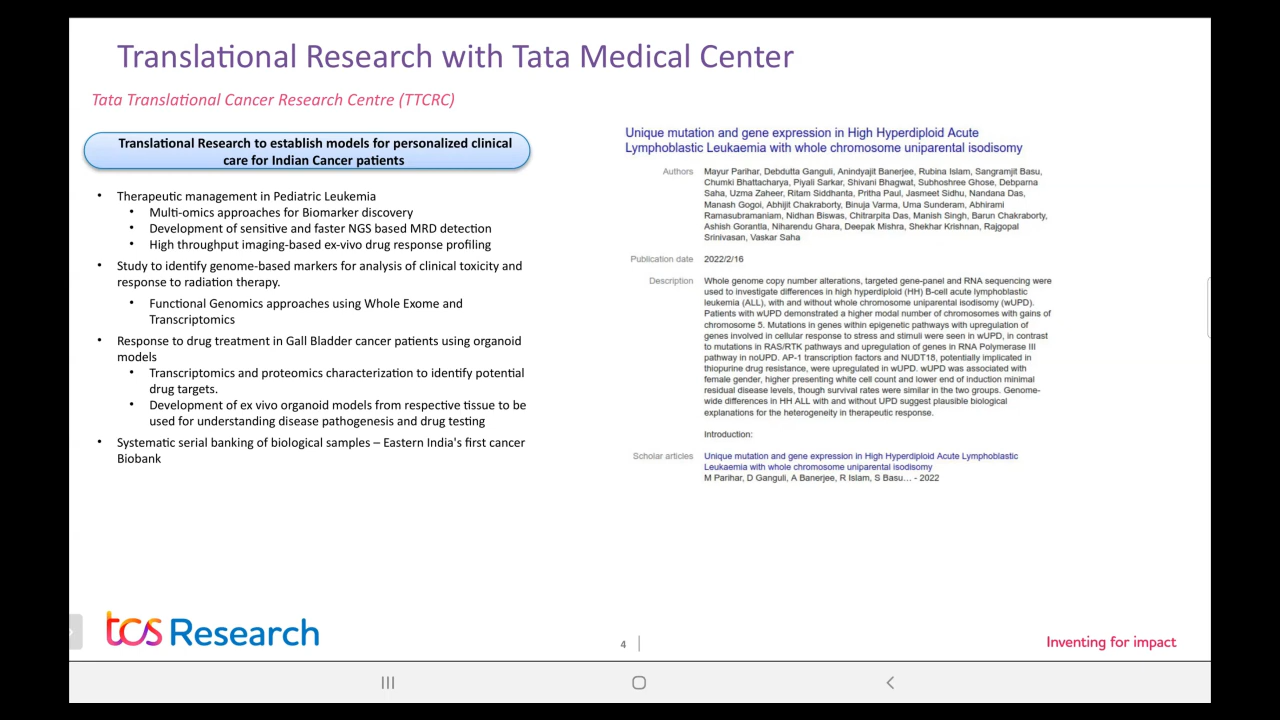 Translational Research with Tata Medical Center
Tata Translational Cancer Research Centre (TTCRC)
Translational Research to establish models for personalized clinical
care for Indian Cancer patients
• Therapeutic management in Pediatric Leukemia
• Multi-omics approaches for Biomarker discovery
• Development of sensitive and faster NGS based MRD detection
• High throughput imaging-based ex-vivo drug response profiling
• Study to identify genome-based markers for analysis of clinical toxicity and
response to radiation therapy.
• Functional Genomics approaches using Whole Exome and
Transcriptomics
• Response to drug treatment in Gall Bladder cancer patients using organoid
models
• Transcriptomics and proteomics characterization to identify potential
drug targets.
• Development of ex vivo organoid models from respective tissue to be
used for understanding disease pathogenesis and drug testing
• Systematic serial banking of biological samples – Eastern India's first cancer
Biobank
Unique mutation and gene expression in High Hyperdiploid Acute
Lymphoblastic Leukaemia with whole chromosome uniparental isodisomy
Authors Mayur Parihar, Debdutta Ganguli, Anindyajit Banerjee, Rubina Islam, Sangramjit Basu,
Chumki Bhattacharya, Piyali Sarkar, Shivani Bhagwat, Subhoshree Ghose, Debparna
Saha, Uzma Zaheer, Ritam Siddhanta, Pritha Paul, Jasmeet Sidhu, Nandana Das,
Manash Gogoi, Abhijit Chakraborty, Binuja Varma, Uma Sunderam, Abhirami
Ramasubramaniam, Nidhan Biswas, Chitrarpita Das, Manish Singh, Barun Chakraborty,
Ashish Gorantla, Niharendu Ghara, Deepak Mishra, Shekhar Krishnan, Rajgopal
Srinivasan, Vaskar Saha
Publication date 2022/2/16
Description Whole genome copy number alterations, targeted gene-panel and RNA sequencing were
used to investigate differences in high hyperdiploid (HH) B-cell acute lymphoblastic
leukemia (ALL), with and without whole chromosome uniparental isodisomy (wUPD).
Patients with wUPD demonstrated a higher modal number of chromosomes with gains of
chromosome 5. Mutations in genes within epigenetic pathways with upregulation of
genes involved in cellular response to stress and stimuli were seen in wUPD, in contrast
to mutations in RAS/RTK pathways and upregulation of genes in RNA Polymerase III
pathway in noUPD. AP-1 transcription factors and NUDT18, potentially implicated in
thiopurine drug resistance, were upregulated in wUPD. wUPD was associated with
female gender, higher presenting white cell count and lower end of induction minimal
residual disease levels, though survival rates were similar in the two groups. Genome-
wide differences in HH ALL with and without UPD suggest plausible biological
explanations for the heterogeneity in therapeutic response.
Introduction:
Scholar articles Unique mutation and gene expression in High Hyperdiploid Acute Lymphoblastic
Leukaemia with whole chromosome uniparental isodisomy
M Parihar, D Ganguli, A Banerjee, R Islam, S Basu... - 2022
tcs Research
4
Inventing for impact